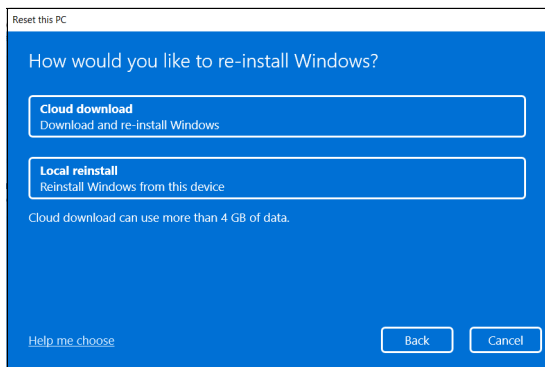 Reset this PC
How would you like to re-install Windows?
Cloud download
Download and re-install Windows
Local reinstall
Reinstall Windows from this device
Cloud download can use more than 4 GB of data.
Help me choose
Back
Cancel